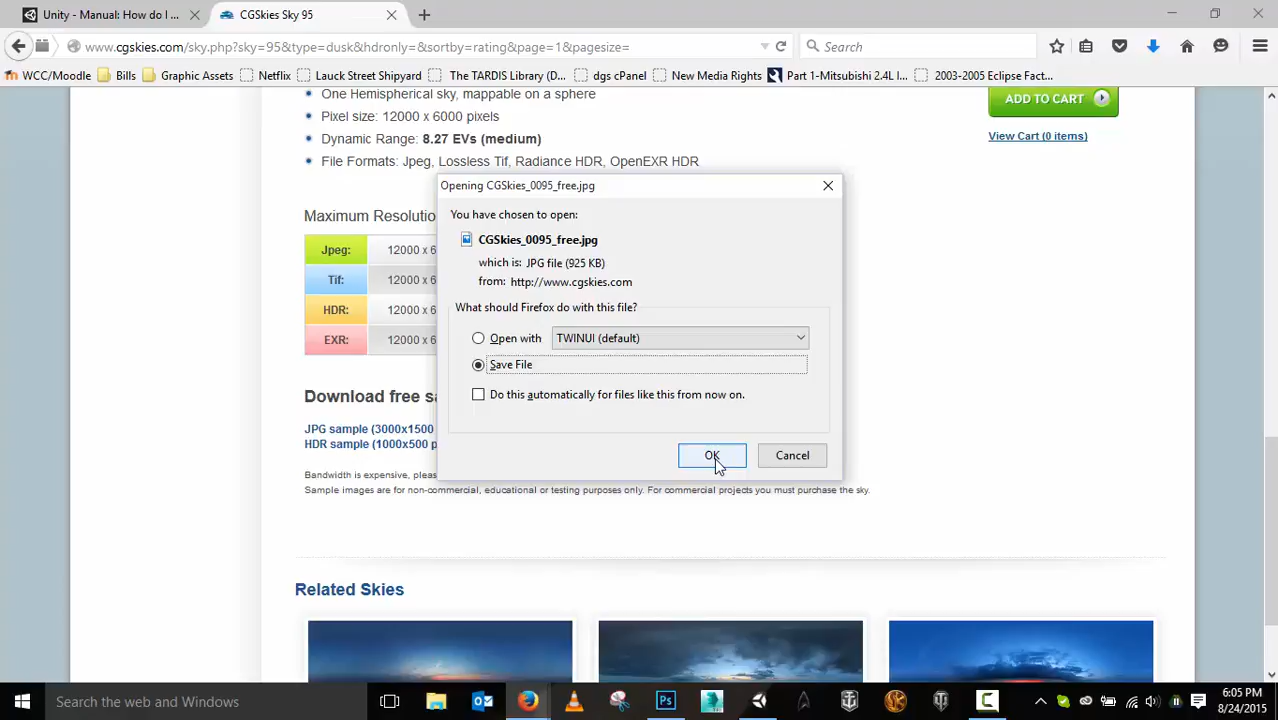 Unity - Manual: How do I ...
CGSkies Sky 95
www.cgskies.com/sky.php?sky=95&type=dusk&hdronly=&sortby=rating&page=1&pagesize=
Search
WCC/Moodle
Bills
Graphic Assets
Netflix
Lauck Street Shipyard
The TARDIS Library (D...
dgs cPanel
New Media Rights
Part 1-Mitsubishi 2.4L I...
2003-2005 Eclipse Fact...
One Hemispherical sky, mappable on a sphere
Pixel size: 12000 x 6000 pixels
Dynamic Range: 8.27 EVs (medium)
File Formats: Jpeg, Lossless Tif, Radiance HDR, OpenEXR HDR
ADD TO CART
View Cart (0 items)
Maximum Resolutio
Jpeg: 12000 x 6
Tif: 12000 x 6
HDR: 12000 x 6
EXR: 12000 x 6
Opening CGSkies_0095_free.jpg
You have chosen to open:
CGSkies_0095_free.jpg
which is: JPG file (925 KB)
from: http://www.cgskies.com
What should Firefox do with this file?
Open with
TWINUI (default)
Save File
Do this automatically for files like this from now on.
OK
Cancel
Download free sa
JPG sample (3000x1500
HDR sample (1000x500 p
Bandwidth is expensive, plea
Sample images are for non-commercial, educational or testing purposes only. For commercial projects you must purchase the sky.
Related Skies
Search the web and Windows
6:05 PM
8/24/2015